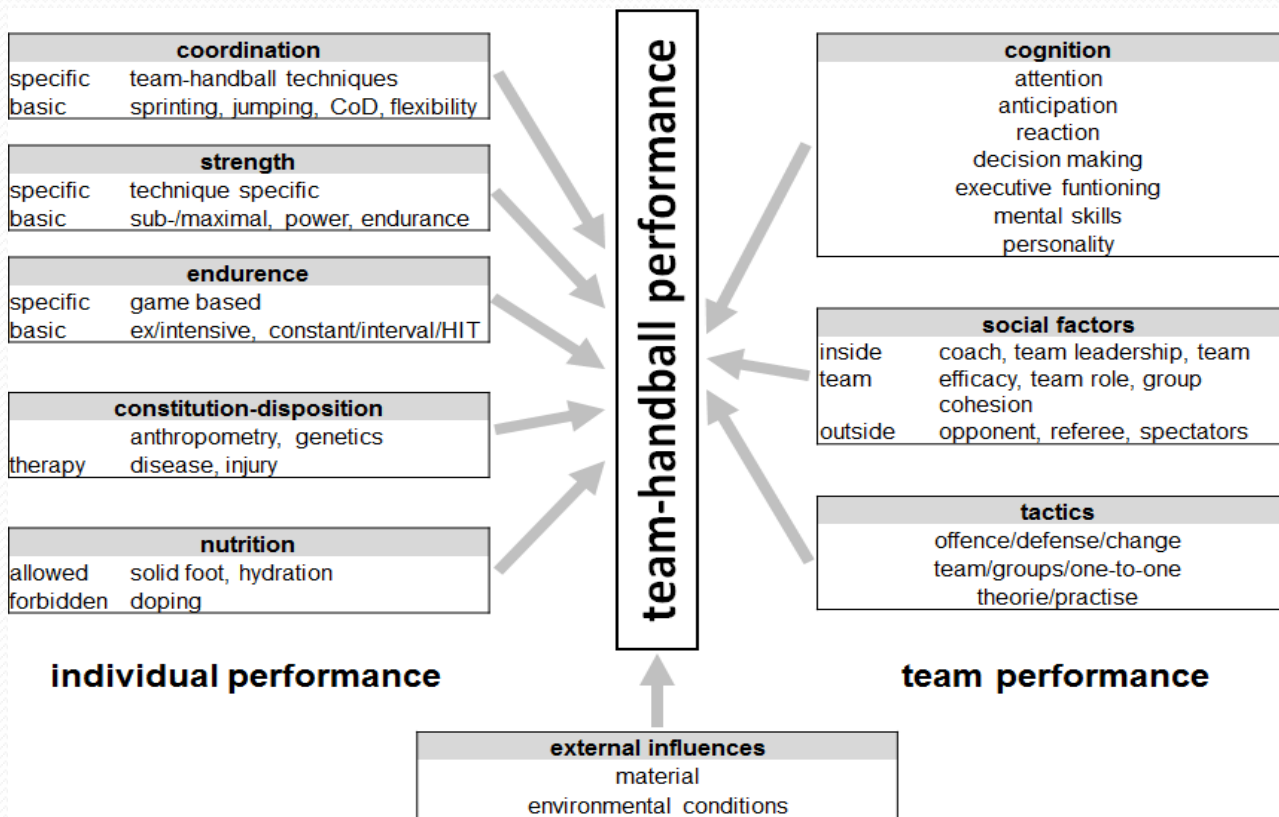 coordination
specific team-handball techniques
basic sprinting, jumping, CoD, flexibility
strength
specific technique specific
basic sub-/maximal, power, endurance
endurence
specific game based
basic ex/intensive, constant/interval/HIT
constitution-disposition
anthropometry, genetics
therapy disease, injury
nutrition
allowed solid foot, hydration
forbidden doping
individual performance
team-handball performance
cognition
attention
anticipation
reaction
decision making
executive funtioning
mental skills
personality
social factors
inside coach, team leadership, team
team efficacy, team role, group
cohesion
outside opponent, referee, spectators
tactics
offence/defense/change
team/groups/one-to-one
theorie/practise
team performance
external influences
material
environmental conditions